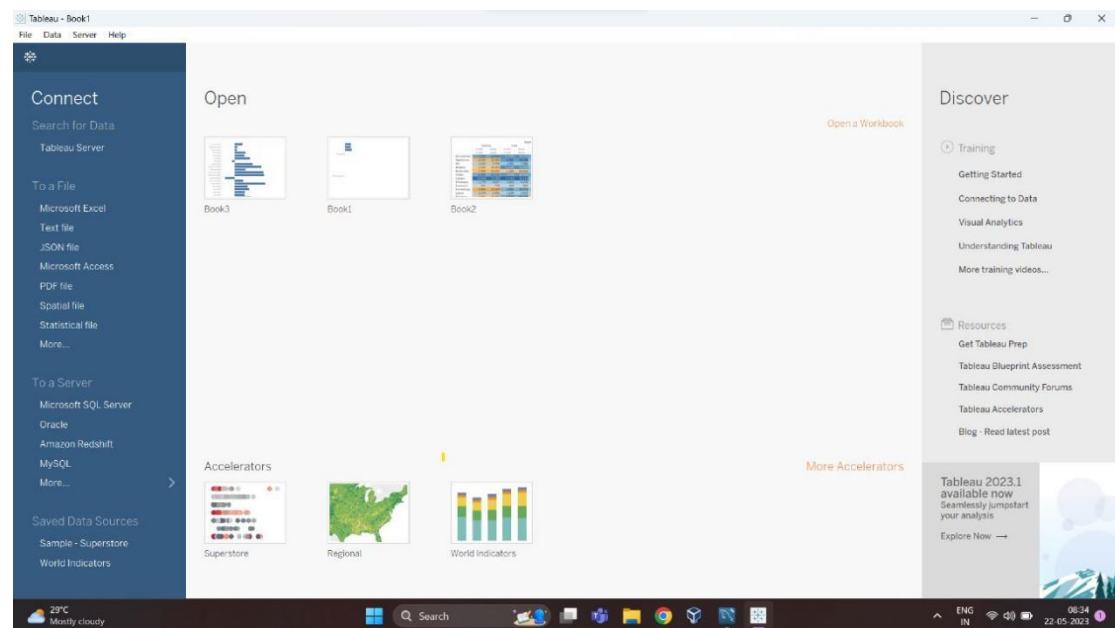 Tableau - Book1
File Data Server Help
Connect
Search for Data
Tableau Server
To a File
Microsoft Excel
Text file
JSON file
Microsoft Access
PDF file
Spatial file
Statistical file
More...
To a Server
Microsoft SQL Server
Oracle
Amazon Redshift
MySQL
More...
Saved Data Sources
Sample - Superstore
World Indicators
Open
Open a Workbook
Book3
Book1
Book2
Accelerators
More Accelerators
Superstore
Regional
World Indicators
Discover
Training
Getting Started
Connecting to Data
Visual Analytics
Understanding Tableau
More training videos...
Resources
Get Tableau Prep
Tableau Blueprint Assessment
Tableau Community Forums
Tableau Accelerators
Blog - Read latest post
Tableau 2023.1
available now
Seamlessly jumpstart
your analysis
Explore Now →
29°C
Mostly cloudy
Search
ENG
IN
08:34
22-05-2023
1